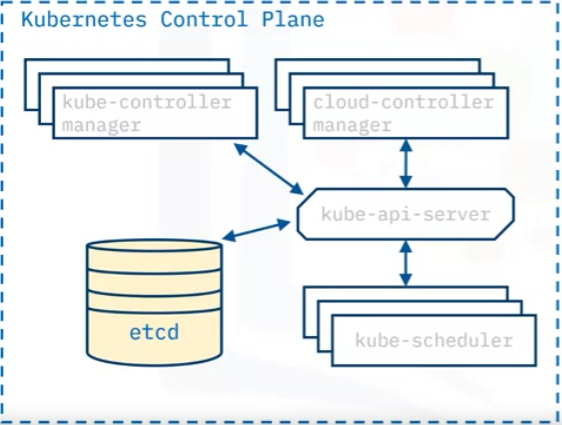 Kubernetes Control Plane
kube-controller
manager
cloud-controller
manager
kube-api-server
etcd
kube-scheduler